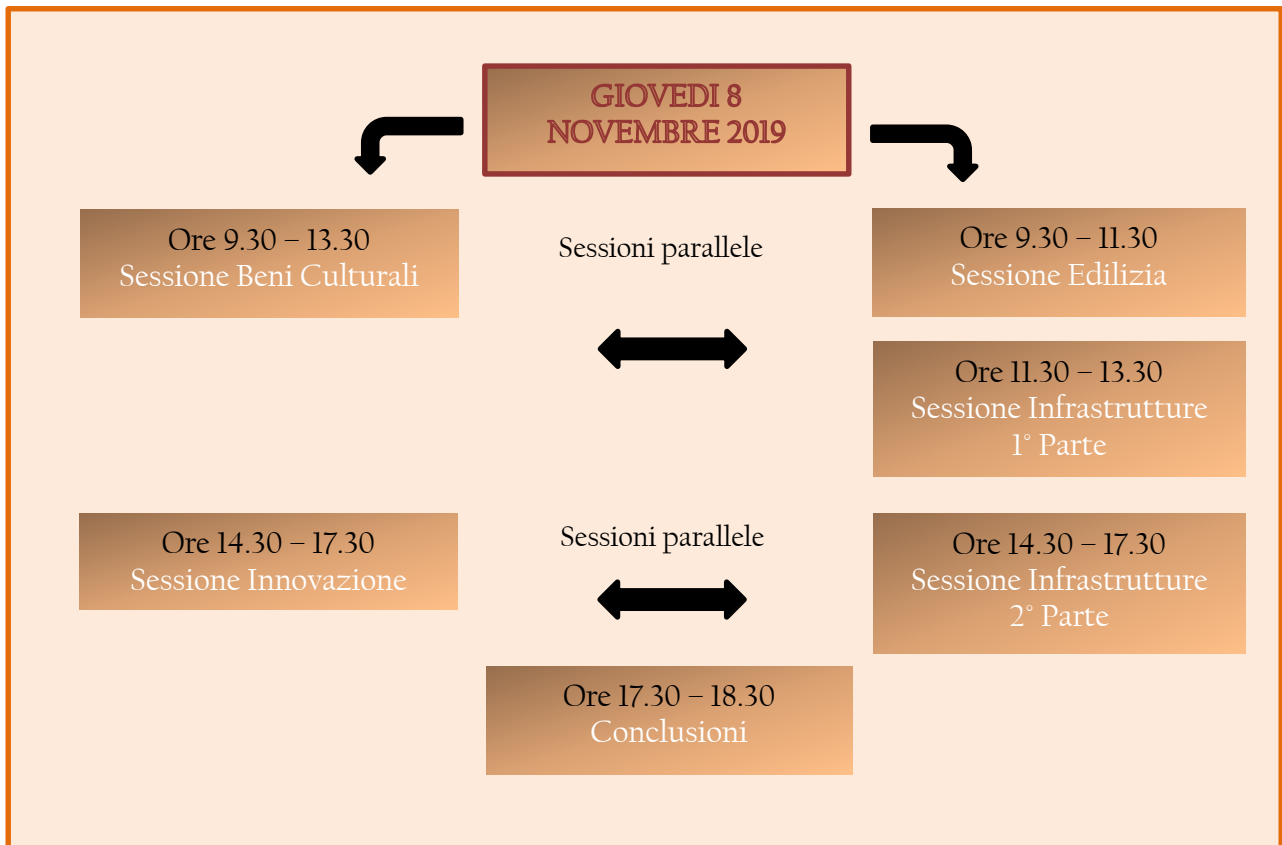 GIOVEDI 8
NOVEMBRE 2019
Ore 9.30 – 13.30
Sessione Beni Culturali
Sessioni parallele
Ore 9.30 – 11.30
Sessione Edilizia
Ore 11.30 – 13.30
Sessione Infrastrutture
1° Parte
Ore 14.30 – 17.30
Sessione Innovazione
Sessioni parallele
Ore 14.30 – 17.30
Sessione Infrastrutture
2° Parte
Ore 17.30 – 18.30
Conclusioni